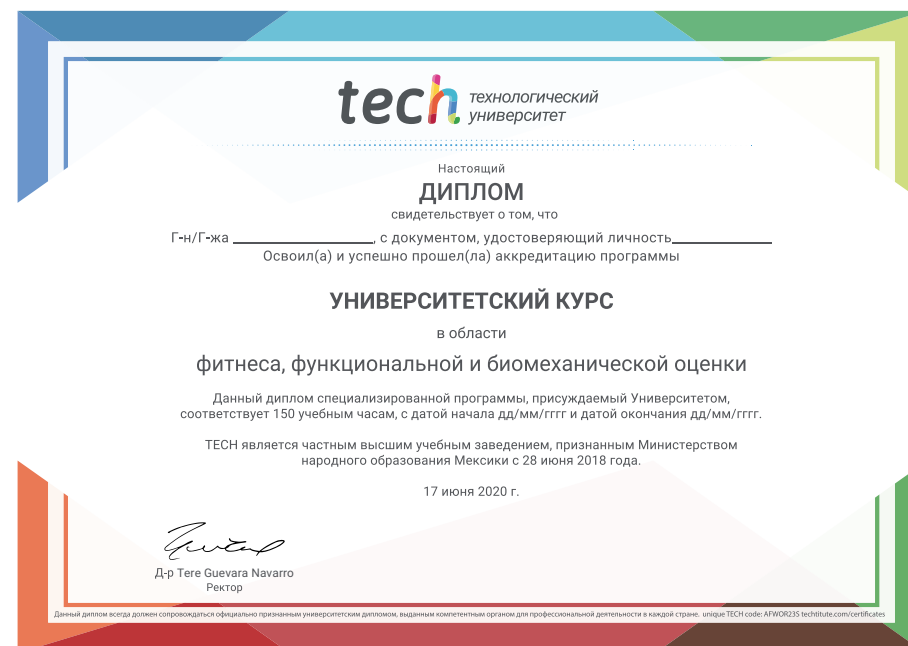 tech технологический университет
Настоящий
ДИПЛОМ
свидетельствует о том, что
Г-н/Г-жа ____________, с документом, удостоверяющий личность____________
Освоил(а) и успешно прошел(ла) аккредитацию программы
УНИВЕРСИТЕТСКИЙ КУРС
в области
фитнеса, функциональной и биомеханической оценки
Данный диплом специализированной программы, присуждаемый Университетом,
соответствует 150 учебным часам, с датой начала дд/мм/гггг и датой окончания дд/мм/гггг.
TECH является частным высшим учебным заведением, признанным Министерством
народного образования Мексики с 28 июня 2018 года.
17 июня 2020 г.
Д-р Tere Guevara Navarro
Ректор
Данный диплом всегда должен сопровождаться официально признанным университетским дипломом, выданным компетентным органом для профессиональной деятельности в каждой стране. unique TECH code: AFWOR23S techtitute.com/certificates